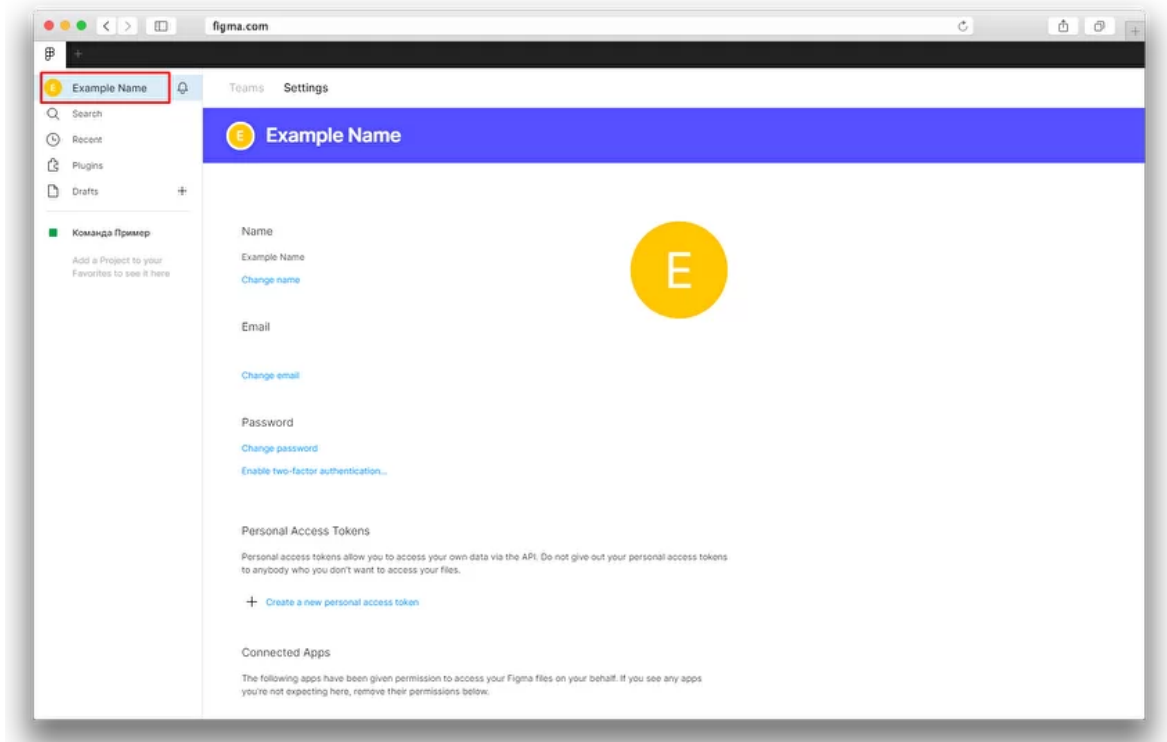 figma.com
E Example Name
Search
Recent
Plugins
Drafts
Команда Пример
Add a Project to your
Favorites to see it here
Teams Settings
E Example Name
Name
Example Name
Change name
E
Email
Change email
Password
Change password
Enable two-factor authentication...
Personal Access Tokens
Personal access tokens allow you to access your own data via the API. Do not give out your personal access tokens
to anybody who you don't want to access your files.
+ Create a new personal access token
Connected Apps
The following apps have been given permission to access your Figma files on your behalf. If you see any apps
you're not expecting here, remove their permissions below.